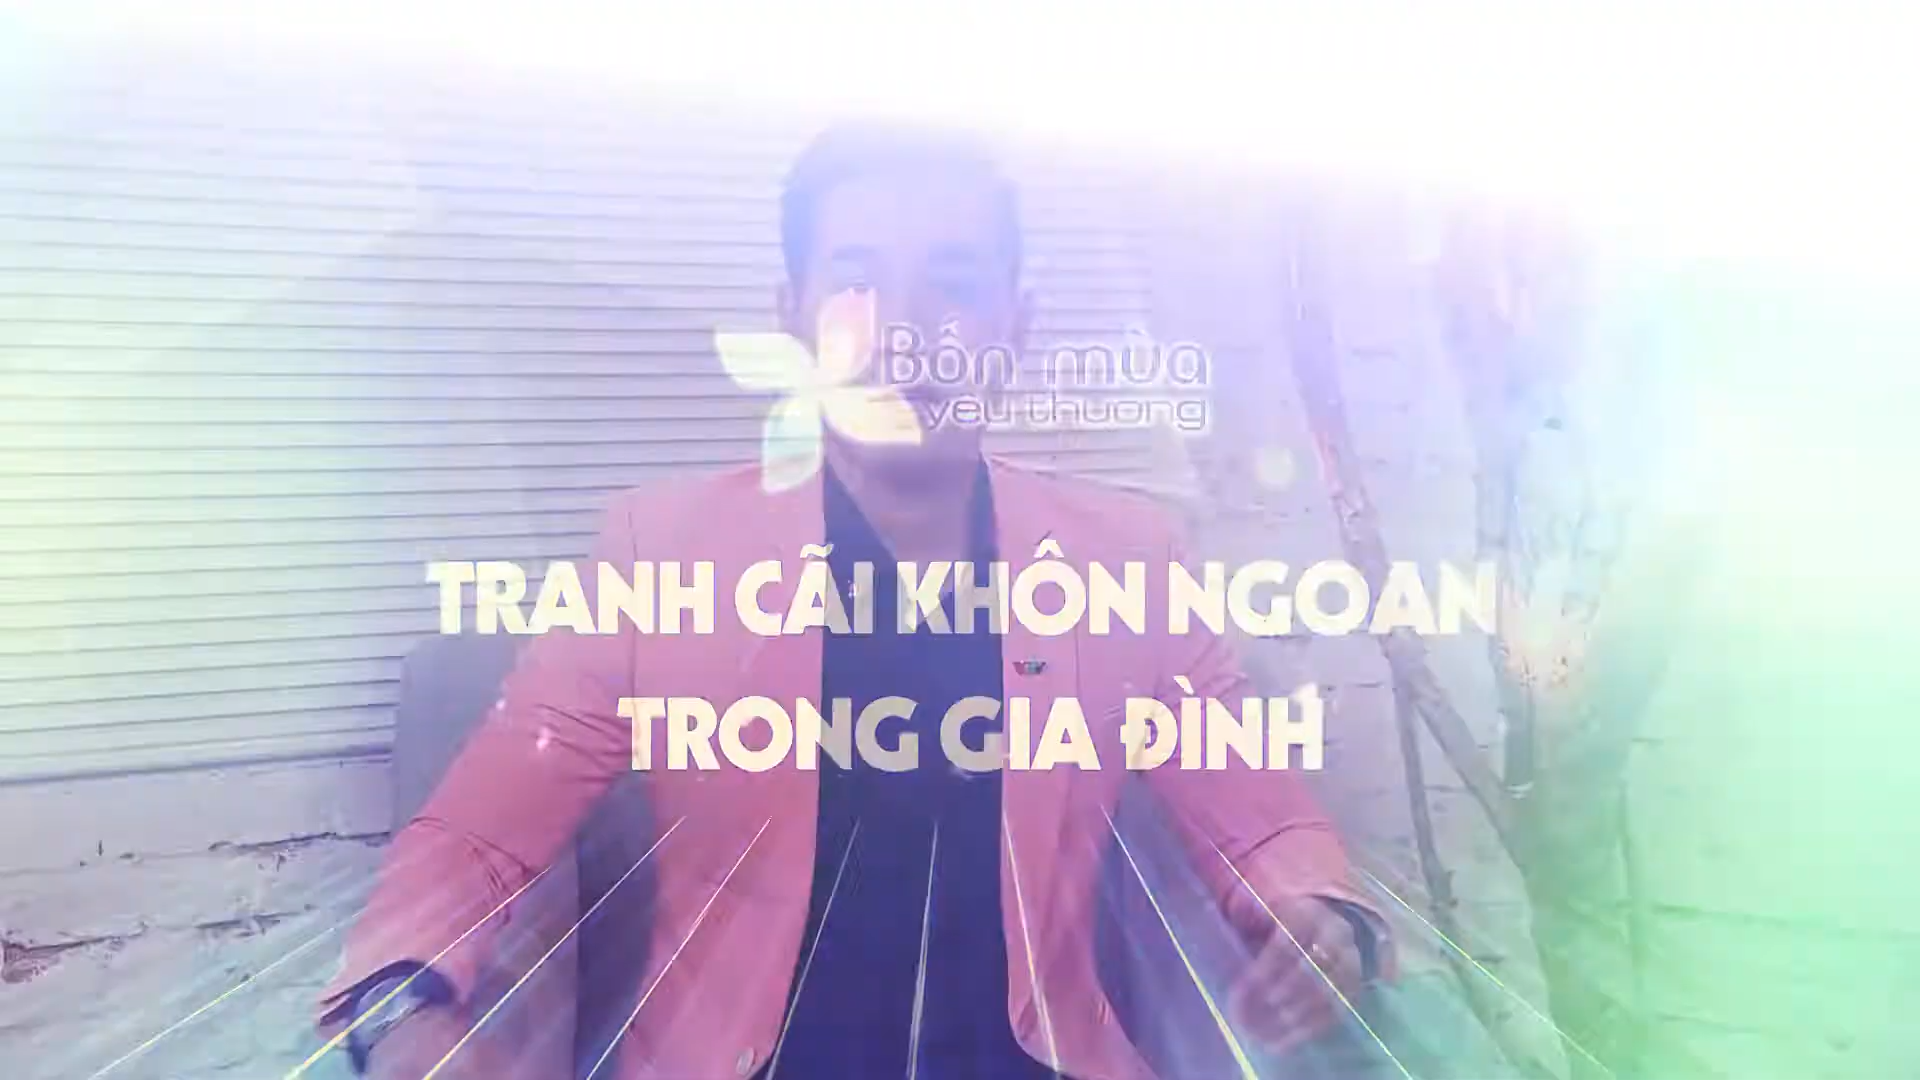 Bốn mùa
yêu thương
TRANH CÃI KHÔN NGOAN
TRONG GIA ĐÌNH